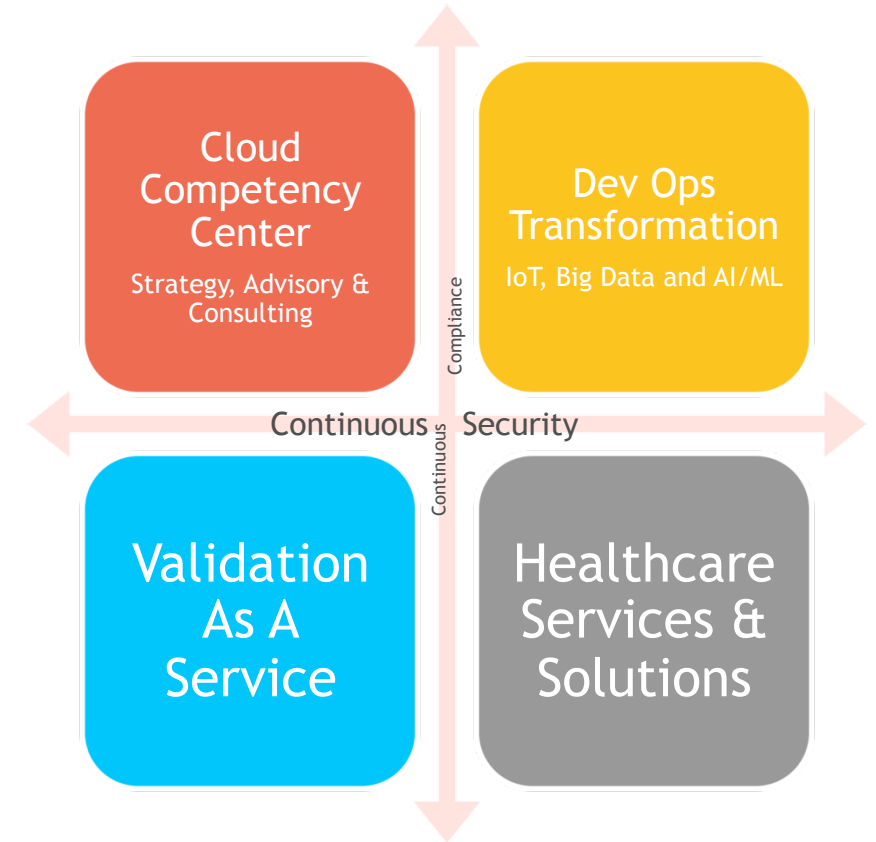 Cloud
Competency
Center
Strategy, Advisory &
Consulting
Dev Ops
Transformation
IoT, Big Data and AI/ML
Continuous Security
Continuous Compliance
Validation
As A
Service
Healthcare
Services &
Solutions